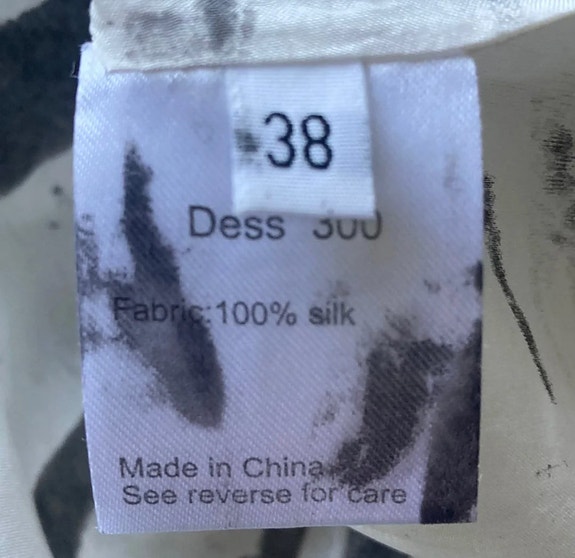 38
Dess 300
Fabric:100% silk
Made in China
See reverse for care